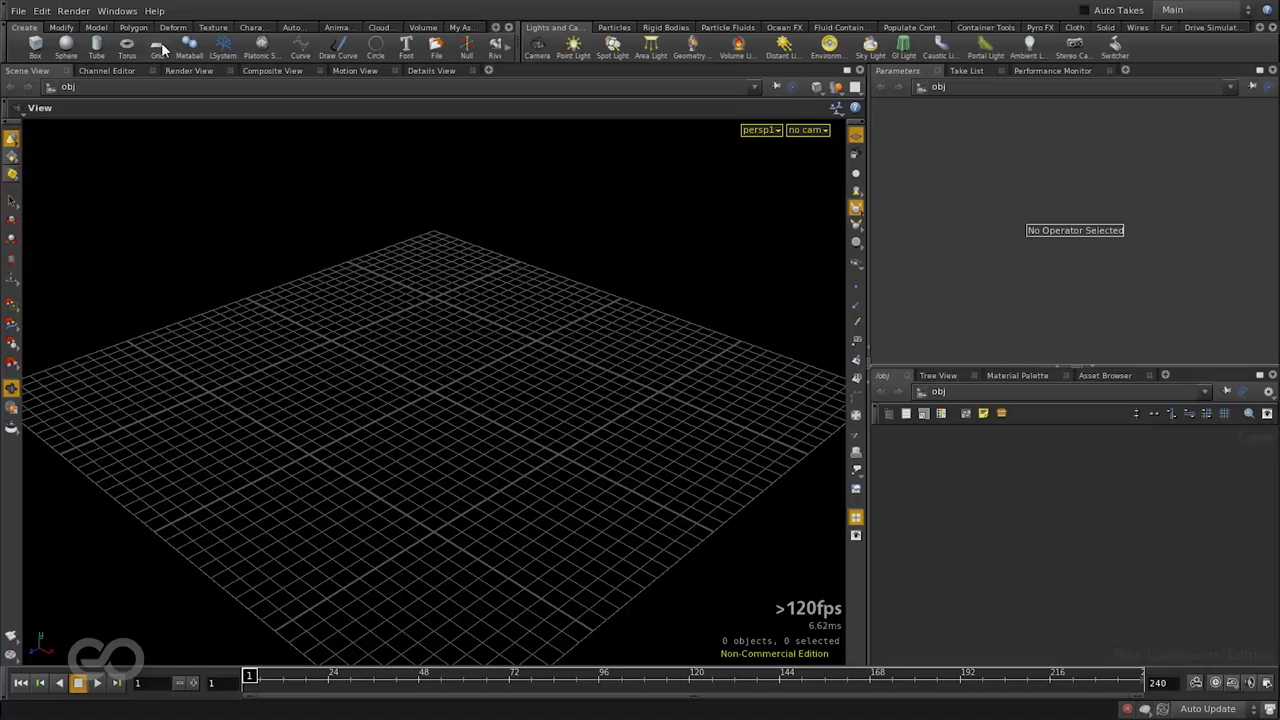 File Edit Render Windows Help Auto Takes Main
Create Modify Model Polygon Deform Texture Chara... Auto... Anima... Cloud... Volume My As... Lights and Ca... Particles Rigid Bodies Particle Fluids Ocean FX Fluid Contain... Populate Cont... Container Tools Pyro FX Cloth Solid Wires Fur Drive Simulat...
Box Sphere Tube Torus Grid Metaball LSystem Platonic S... Curve Draw Curve Circle Font File Null Riv Camera Point Light Spot Light Area Light Geometry... Volume Li... Distant Li... Environm... Sky Light GI Light Caustic Li... Portal Light Ambient L... Stereo Ca... Switcher
Scene View Channel Editor Render View Composite View Motion View Details View Parameters Take List Performance Monitor
obj obj
View
persp1 no cam
No Operator Selected
/obj Tree View Material Palette Asset Browser
obj
>120fps
6.62ms
0 objects, 0 selected
Non-Commercial Edition
1 24 48 72 96 120 144 168 192 216 2
1 1 240
Auto Update